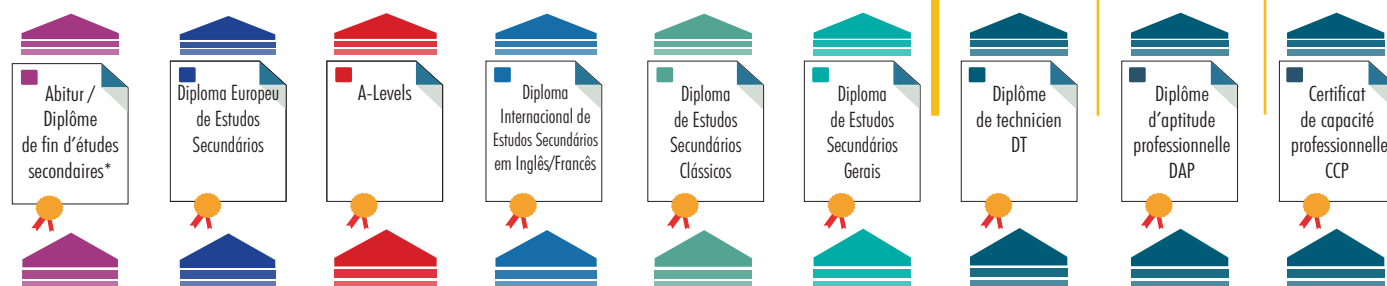 Abitur /
Diplôme
de fin d’études
secondaires*
Diploma Europeu
de Estudos
Secundários
A-Levels
Diploma
Internacional de
Estudos Secundários
em Inglês/Francês
Diploma
de Estudos
Secundários
Clássicos
Diploma
de Estudos
Secundários
Gerais
Diplôme
de technicien
DT
Diplôme
d’aptitude
professionnelle
DAP
Certificat
de capacité
professionnelle
CCP